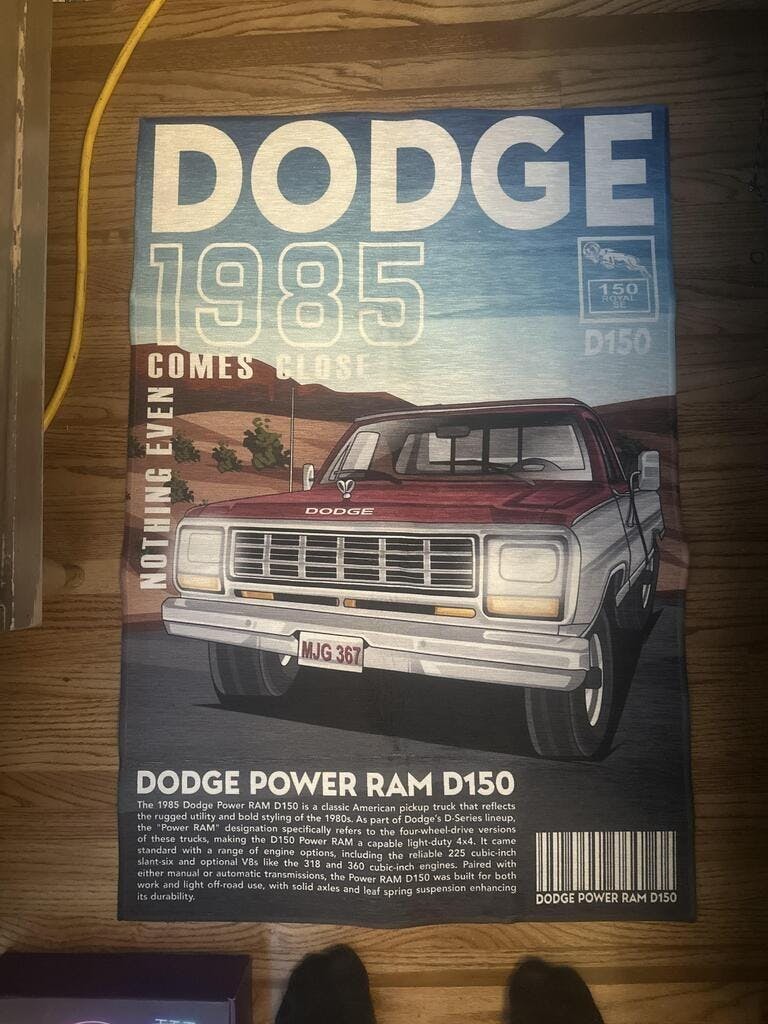 DODGE
1985
150
ROYAL
SE
D150
COMES CLOSE
NOTHING EVEN
DODGE
MJG 367
DODGE POWER RAM D150
The 1985 Dodge Power RAM D150 is a classic American pickup truck that reflects
the rugged utility and bold styling of the 1980s. As part of Dodge's D-Series lineup,
the "Power RAM" designation specifically refers to the four-wheel-drive versions
of these trucks, making the D150 Power RAM a capable light-duty 4x4. It came
standard with a range of engine options, including the reliable 225 cubic-inch
slant-six and optional V8s like the 318 and 360 cubic-inch engines. Paired with
either manual or automatic transmissions, the Power RAM D150 was built for both
work and light off-road use, with solid axles and leaf spring suspension enhancing
its durability.
DODGE POWER RAM D150